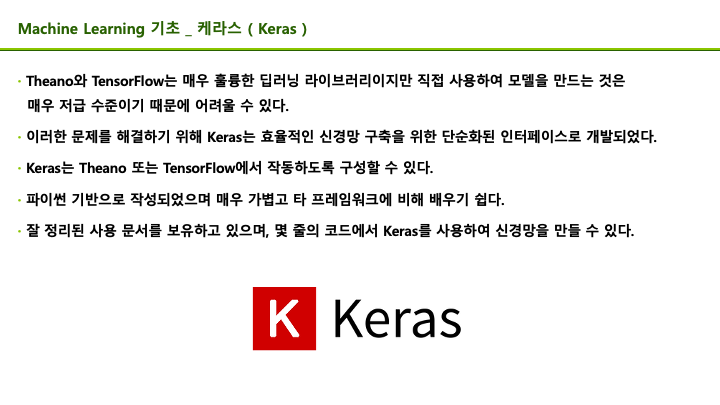 Machine Learning 기초 _ 케라스 ( Keras )
· Theano와 TensorFlow는 매우 훌륭한 딥러닝 라이브러리이지만 직접 사용하여 모델을 만드는 것은
매우 저급 수준이기 때문에 어려울 수 있다.
· 이러한 문제를 해결하기 위해 Keras는 효율적인 신경망 구축을 위한 단순화된 인터페이스로 개발되었다.
· Keras는 Theano 또는 TensorFlow에서 작동하도록 구성할 수 있다.
· 파이썬 기반으로 작성되었으며 매우 가볍고 타 프레임워크에 비해 배우기 쉽다.
· 잘 정리된 사용 문서를 보유하고 있으며, 몇 줄의 코드에서 Keras를 사용하여 신경망을 만들 수 있다.
K Keras